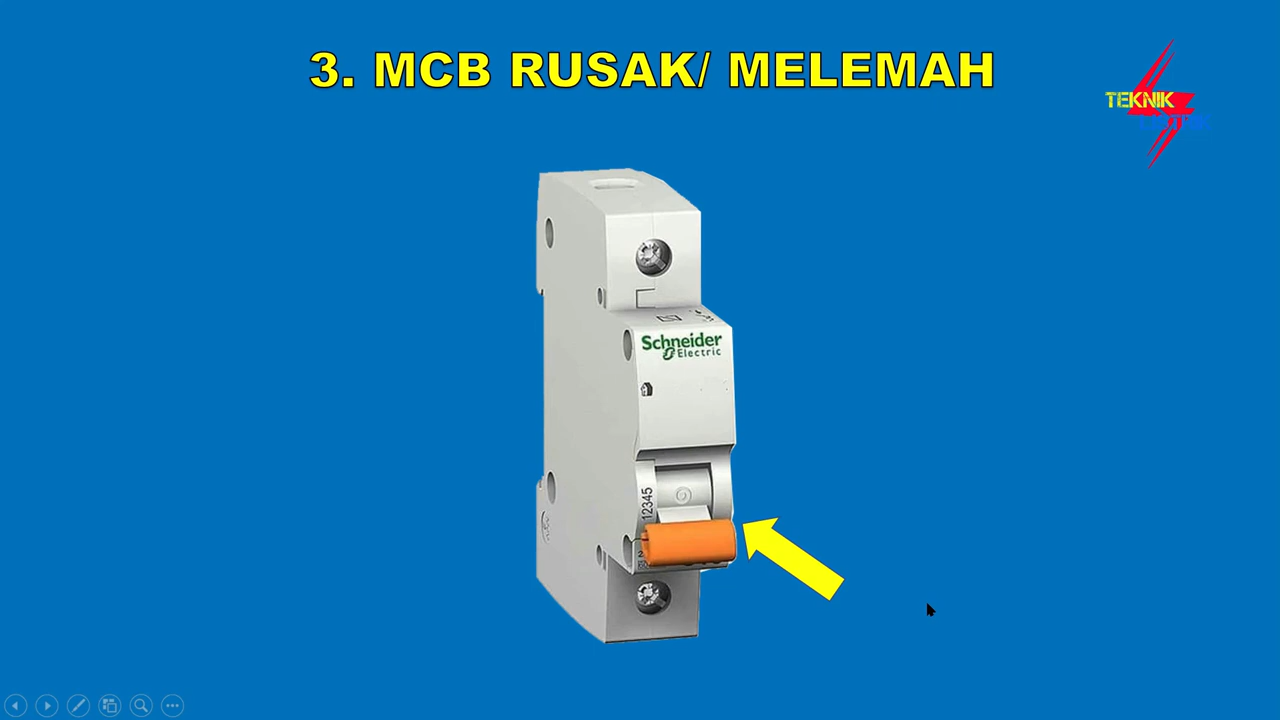 3. MCB RUSAK/ MELEMAH
TEKNIK
Schneider
Electric
12345